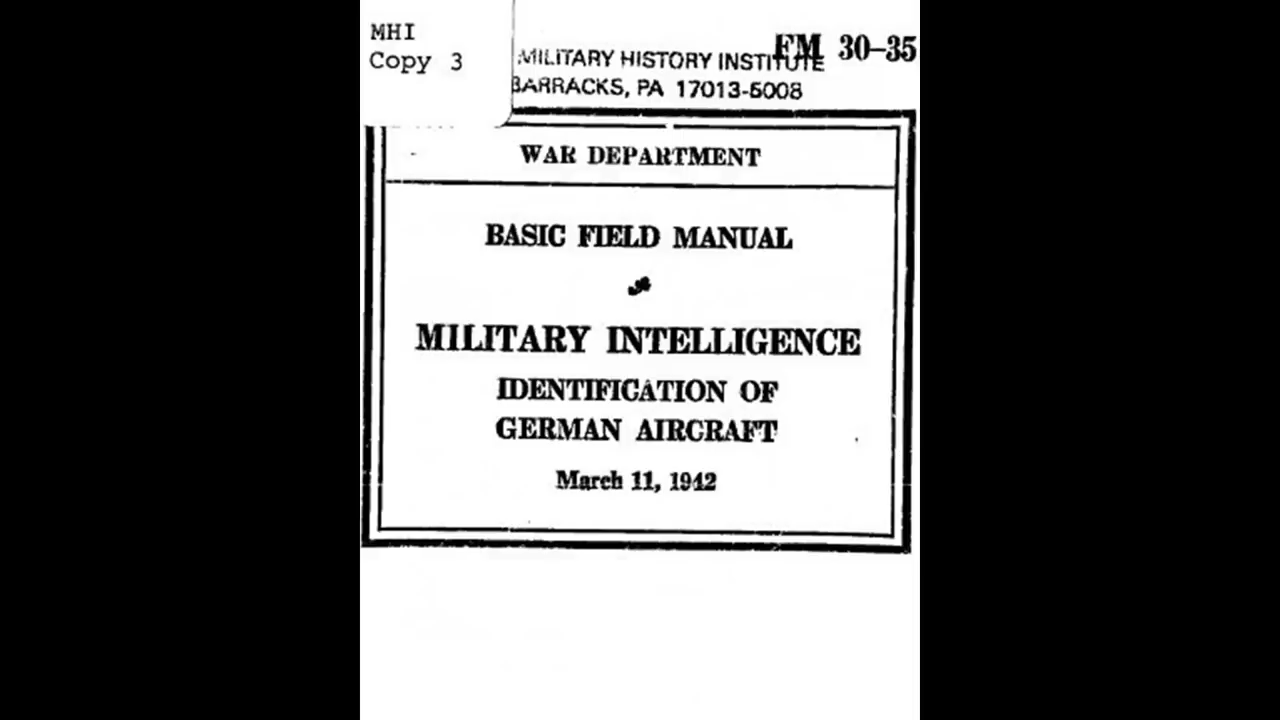 MHI
Copy 3
FM 30-35
MILITARY HISTORY INSTITUTE
BARRACKS, PA 17013-5008
WAR DEPARTMENT
BASIC FIELD MANUAL
MILITARY INTELLIGENCE
IDENTIFICATION OF
GERMAN AIRCRAFT
March 11, 1942